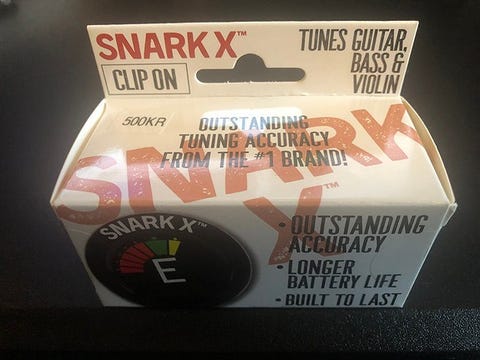 SNARK X™
CLIP ON
TUNES GUITAR,
BASS &
VIOLIN
500KR
OUTSTANDING
TUNING ACCURACY
FROM THE #1 BRAND!
SNARK
X™
SNARK X™
E
• OUTSTANDING
ACCURACY
• LONGER
BATTERY LIFE
• BUILT TO LAST